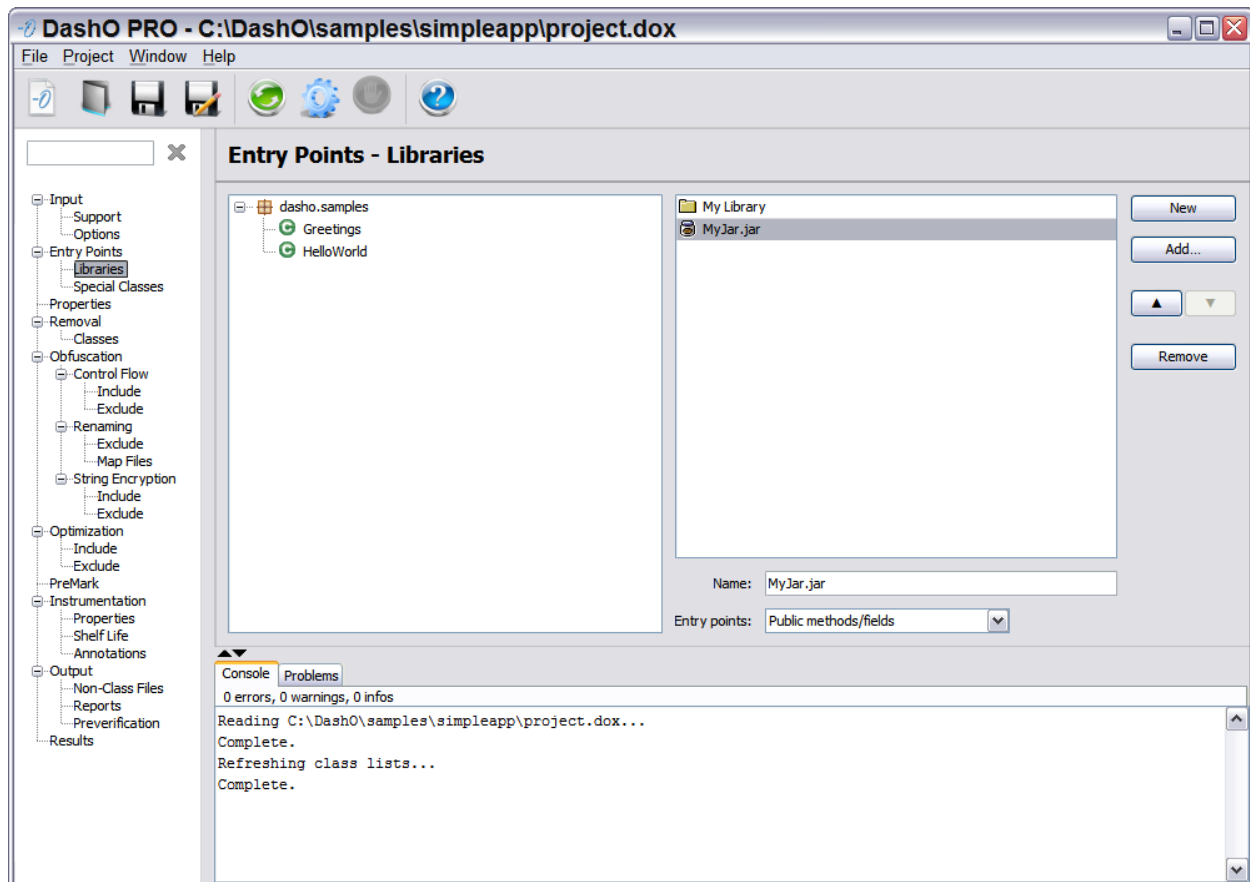 DashO PRO - C:\DashO\samples\simpleapp\project.dox
File Project Window Help
Entry Points - Libraries
Input
Support
Options
Entry Points
Libraries
Special Classes
Properties
Removal
Classes
Obfuscation
Control Flow
Include
Exclude
Renaming
Exclude
Map Files
String Encryption
Include
Exclude
Optimization
Include
Exclude
PreMark
Instrumentation
Properties
Shelf Life
Annotations
Output
Non-Class Files
Reports
Preverification
Results
dasho.samples
Greetings
HelloWorld
My Library
MyJar.jar
New
Add...
Remove
Name: MyJar.jar
Entry points: Public methods/fields
Console Problems
0 errors, 0 warnings, 0 infos
Reading C:\DashO\samples\simpleapp\project.dox...
Complete.
Refreshing class lists...
Complete.